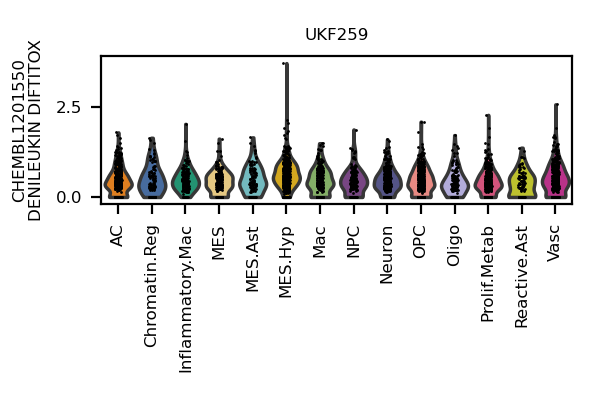 UKF259
CHEMBL1201550
DENILEUKIN DIFTITOX
2.5
0.0
AC
Chromatin.Reg
Inflammatory.Mac
MES
MES.Ast
MES.Hyp
Mac
NPC
Neuron
OPC
Oligo
Prolif.Metab
Reactive.Ast
Vasc